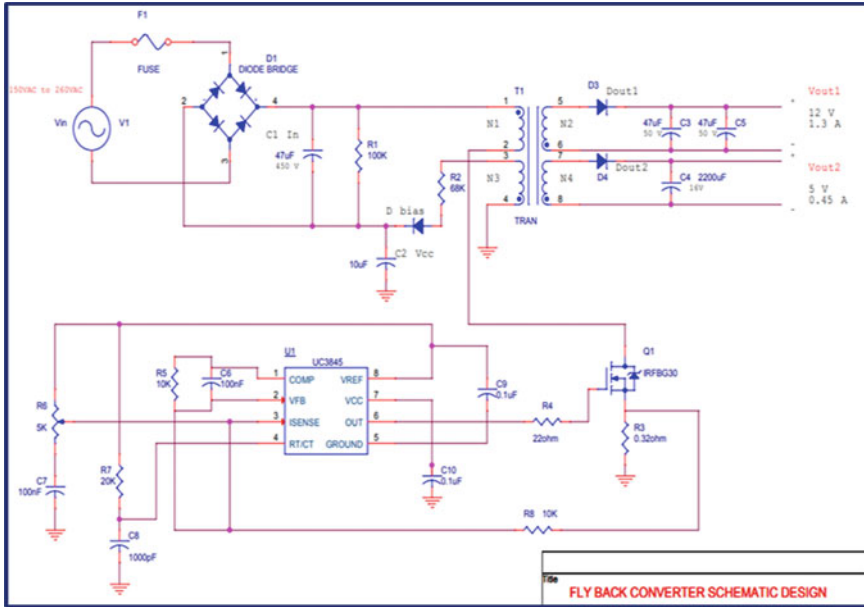 F1
FUSE
150VAC to 260VAC
Vin
V1
D1
DIODE BRIDGE
1
2
4
3
C1 In
47uF
450 V
R1
100K
R2
68K
D bias
C2 Vcc
10uF
T1
N1
N2
N3
N4
1
2
3
4
5
6
7
8
TRAN
D3
Dout1
D4
Dout2
47uF
50 V
C3
47uF
50 V
C5
C4
2200uF
16V
+
Vout1
12 V
1.3 A
-
+
Vout2
5 V
0.45 A
-
U1
UC3845
1
COMP
VREF
8
2
VFB
VCC
7
3
ISENSE
OUT
6
4
RT/CT
GROUND
5
R5
10K
C6
100nF
R6
5K
C7
100nF
R7
20K
C8
1000pF
C9
0.1uF
C10
0.1uF
R4
22ohm
Q1
IRFBG30
R3
0.32ohm
R8 10K
Title
FLY BACK CONVERTER SCHEMATIC DESIGN